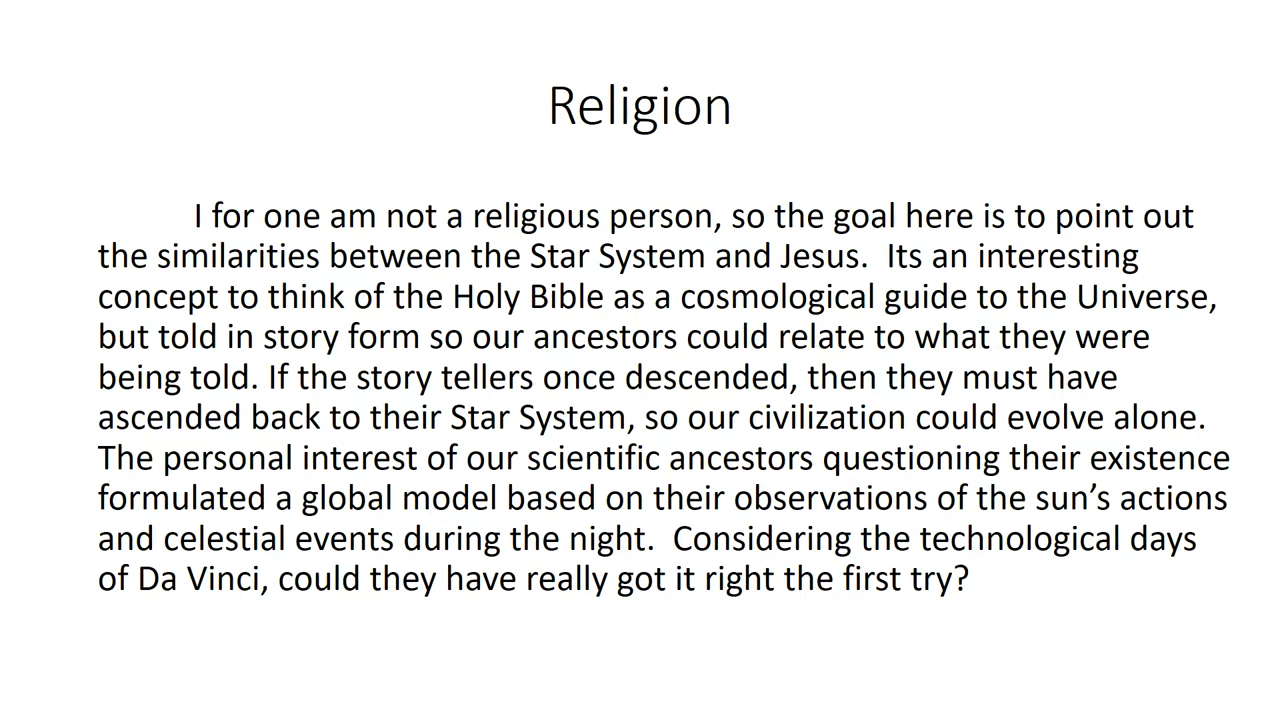 Religion
I for one am not a religious person, so the goal here is to point out
the similarities between the Star System and Jesus.  Its an interesting
concept to think of the Holy Bible as a cosmological guide to the Universe,
but told in story form so our ancestors could relate to what they were
being told. If the story tellers once descended, then they must have
ascended back to their Star System, so our civilization could evolve alone.
The personal interest of our scientific ancestors questioning their existence
formulated a global model based on their observations of the sun’s actions
and celestial events during the night.  Considering the technological days
of Da Vinci, could they have really got it right the first try?